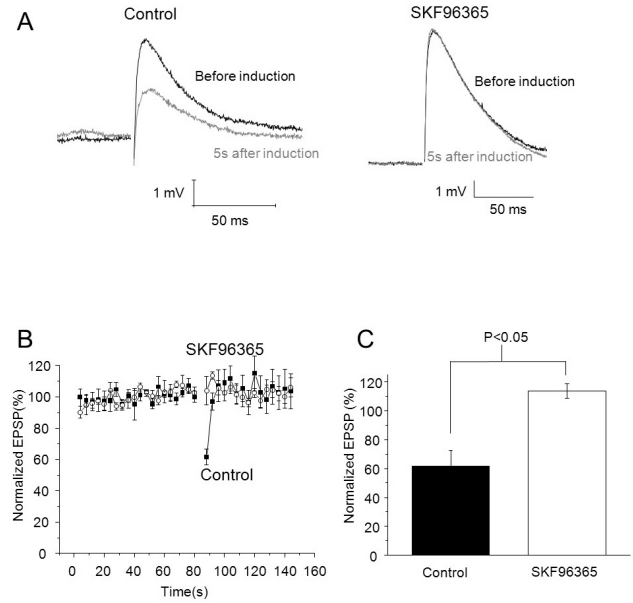 A
Control
SKF96365
Before induction
Before induction
5s after induction
5s after induction
1 mV
50 ms
1 mV
50 ms
B
SKF96365
120
100
80
60
40
20
0
Normalized EPSP(%)
Control
0 20 40 60 80 100 120 140 160
Time(s)
C
P<0.05
120
100
80
60
40
20
0
Normalized EPSP (%)
Control
SKF96365